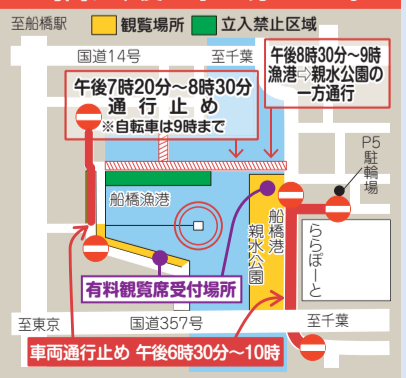 至船橋駅
観覧場所
立入禁止区域
国道14号
至千葉
午後8時30分〜9時
漁港⇨親水公園の
一方通行
午後7時20分〜8時30分
通行止め
※自転車は9時まで
P5
駐輪場
船橋漁港
船橋港
親水公園
ららぽーと
有料観覧席受付場所
至東京
国道357号
至千葉
車両通行止め 午後6時30分〜10時